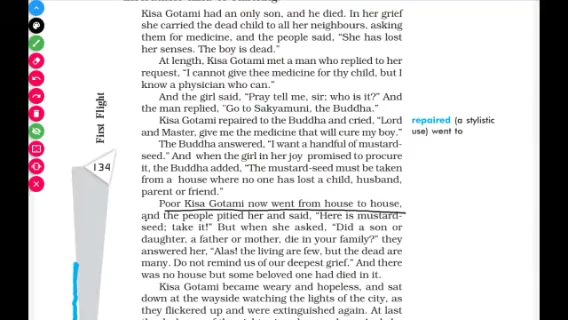 Kisa Gotami had an only son, and he died. In her grief
she carried the dead child to all her neighbours, asking
them for medicine, and the people said, “She has lost
her senses. The boy is dead.”
At length, Kisa Gotami met a man who replied to her
request, “I cannot give thee medicine for thy child, but I
know a physician who can.”
And the girl said, “Pray tell me, sir; who is it?” And
the man replied, “Go to Sakyamuni, the Buddha.”
Kisa Gotami repaired to the Buddha and cried, “Lord
and Master, give me the medicine that will cure my boy.”
The Buddha answered, “I want a handful of mustard-
seed.” And when the girl in her joy promised to procure
it, the Buddha added, “The mustard-seed must be taken
from a house where no one has lost a child, husband,
parent or friend.”
Poor Kisa Gotami now went from house to house,
and the people pitied her and said, “Here is mustard-
seed; take it!” But when she asked, “Did a son or
daughter, a father or mother, die in your family?” they
answered her, “Alas! the living are few, but the dead are
many. Do not remind us of our deepest grief.” And there
was no house but some beloved one had died in it.
Kisa Gotami became weary and hopeless, and sat
down at the wayside watching the lights of the city, as
they flickered up and were extinguished again. At last
repaired (a stylistic
use) went to
First Flight
134